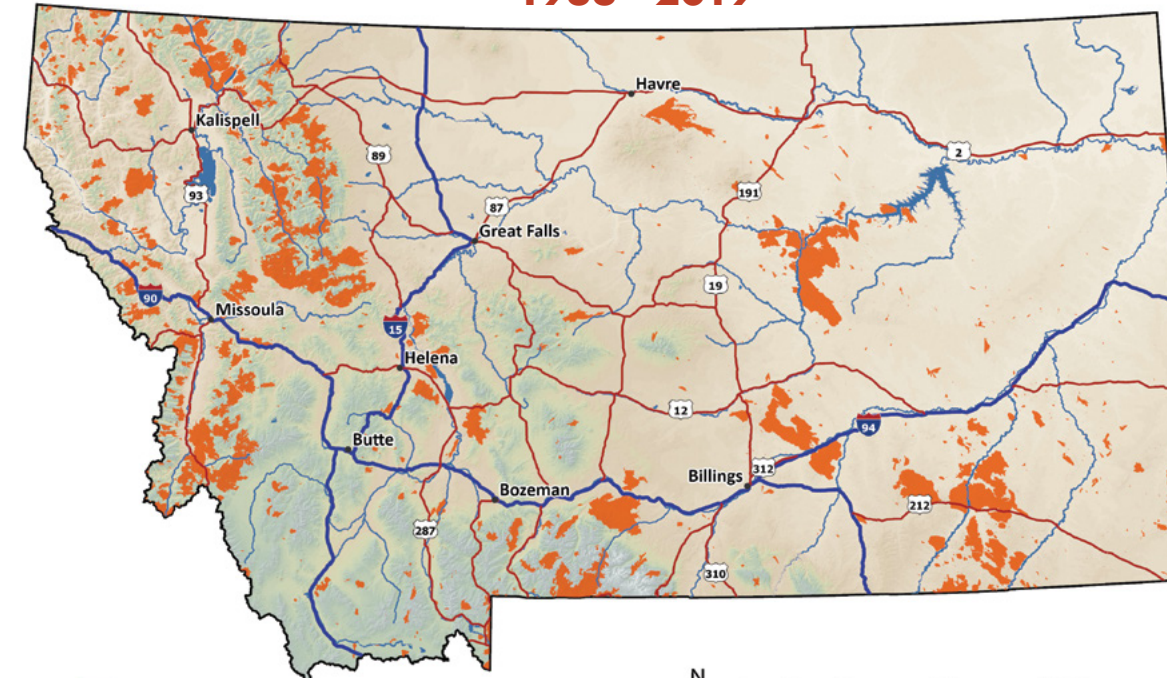 Havre
Kalispell
89
2
93
191
87
Great Falls
19
90
Missoula
15
Helena
12
94
Butte
312
Billings
Bozeman
212
287
310
N